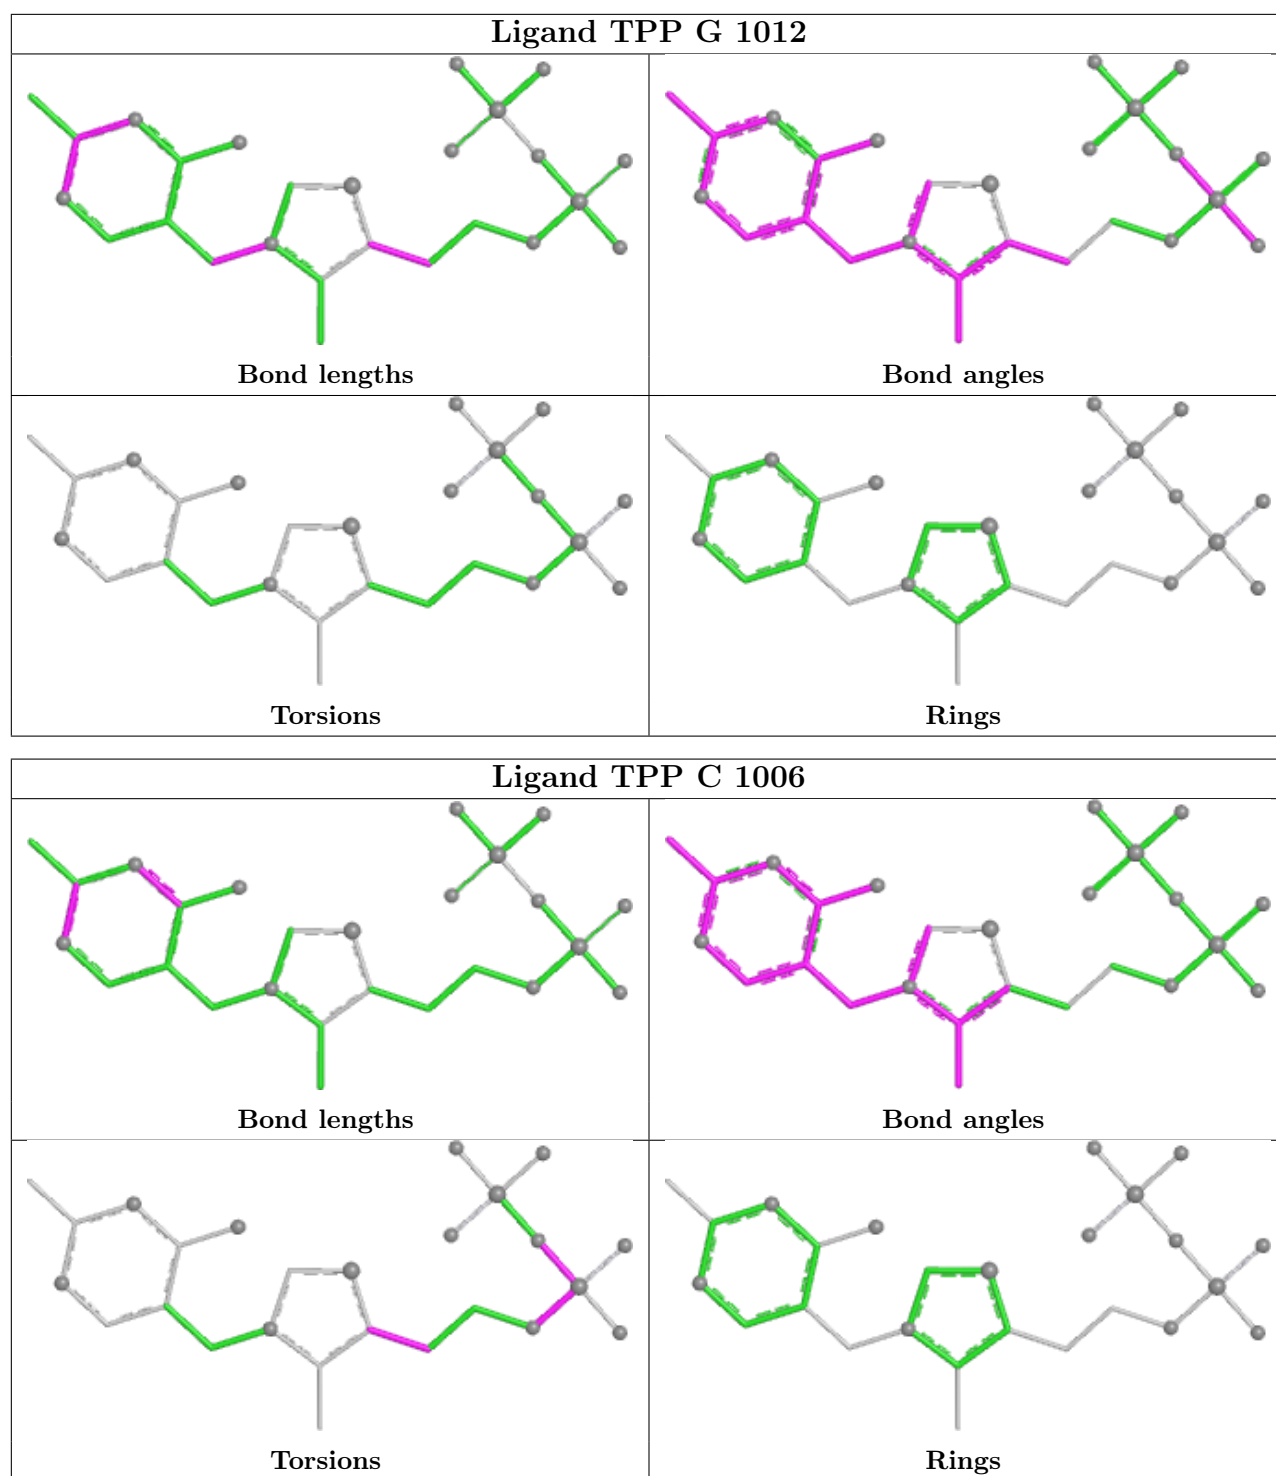 Ligand TPP G 1012
Bond lengths
Bond angles
Torsions
Rings
Ligand TPP C 1006
Bond lengths
Bond angles
Torsions
Rings